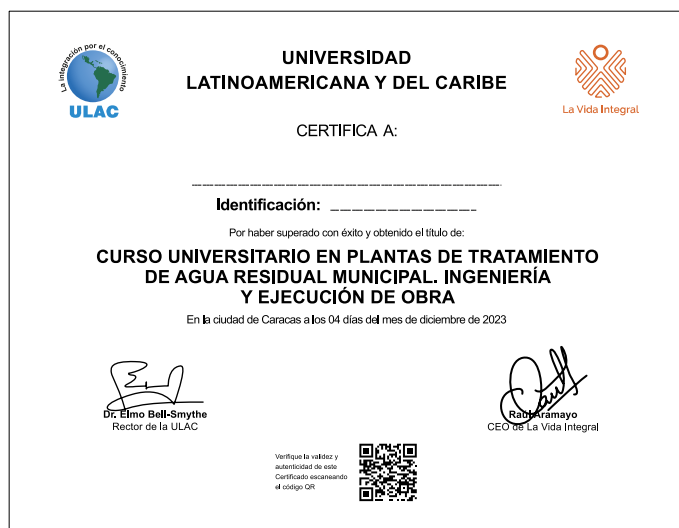 La integración por el conocimiento
ULAC
UNIVERSIDAD
LATINOAMERICANA Y DEL CARIBE
La Vida Integral
CERTIFICA A:
Identificación:
Por haber superado con éxito y obtenido el título de:
CURSO UNIVERSITARIO EN PLANTAS DE TRATAMIENTO
DE AGUA RESIDUAL MUNICIPAL. INGENIERÍA
Y EJECUCIÓN DE OBRA
En la ciudad de Caracas a los 04 días del mes de diciembre de 2023
Dr. Elmo Bell-Smythe
Rector de la ULAC
Raúl Aramayo
CEO de La Vida Integral
Verifique la validez y
autenticidad de este
Certificado escaneando
el código QR